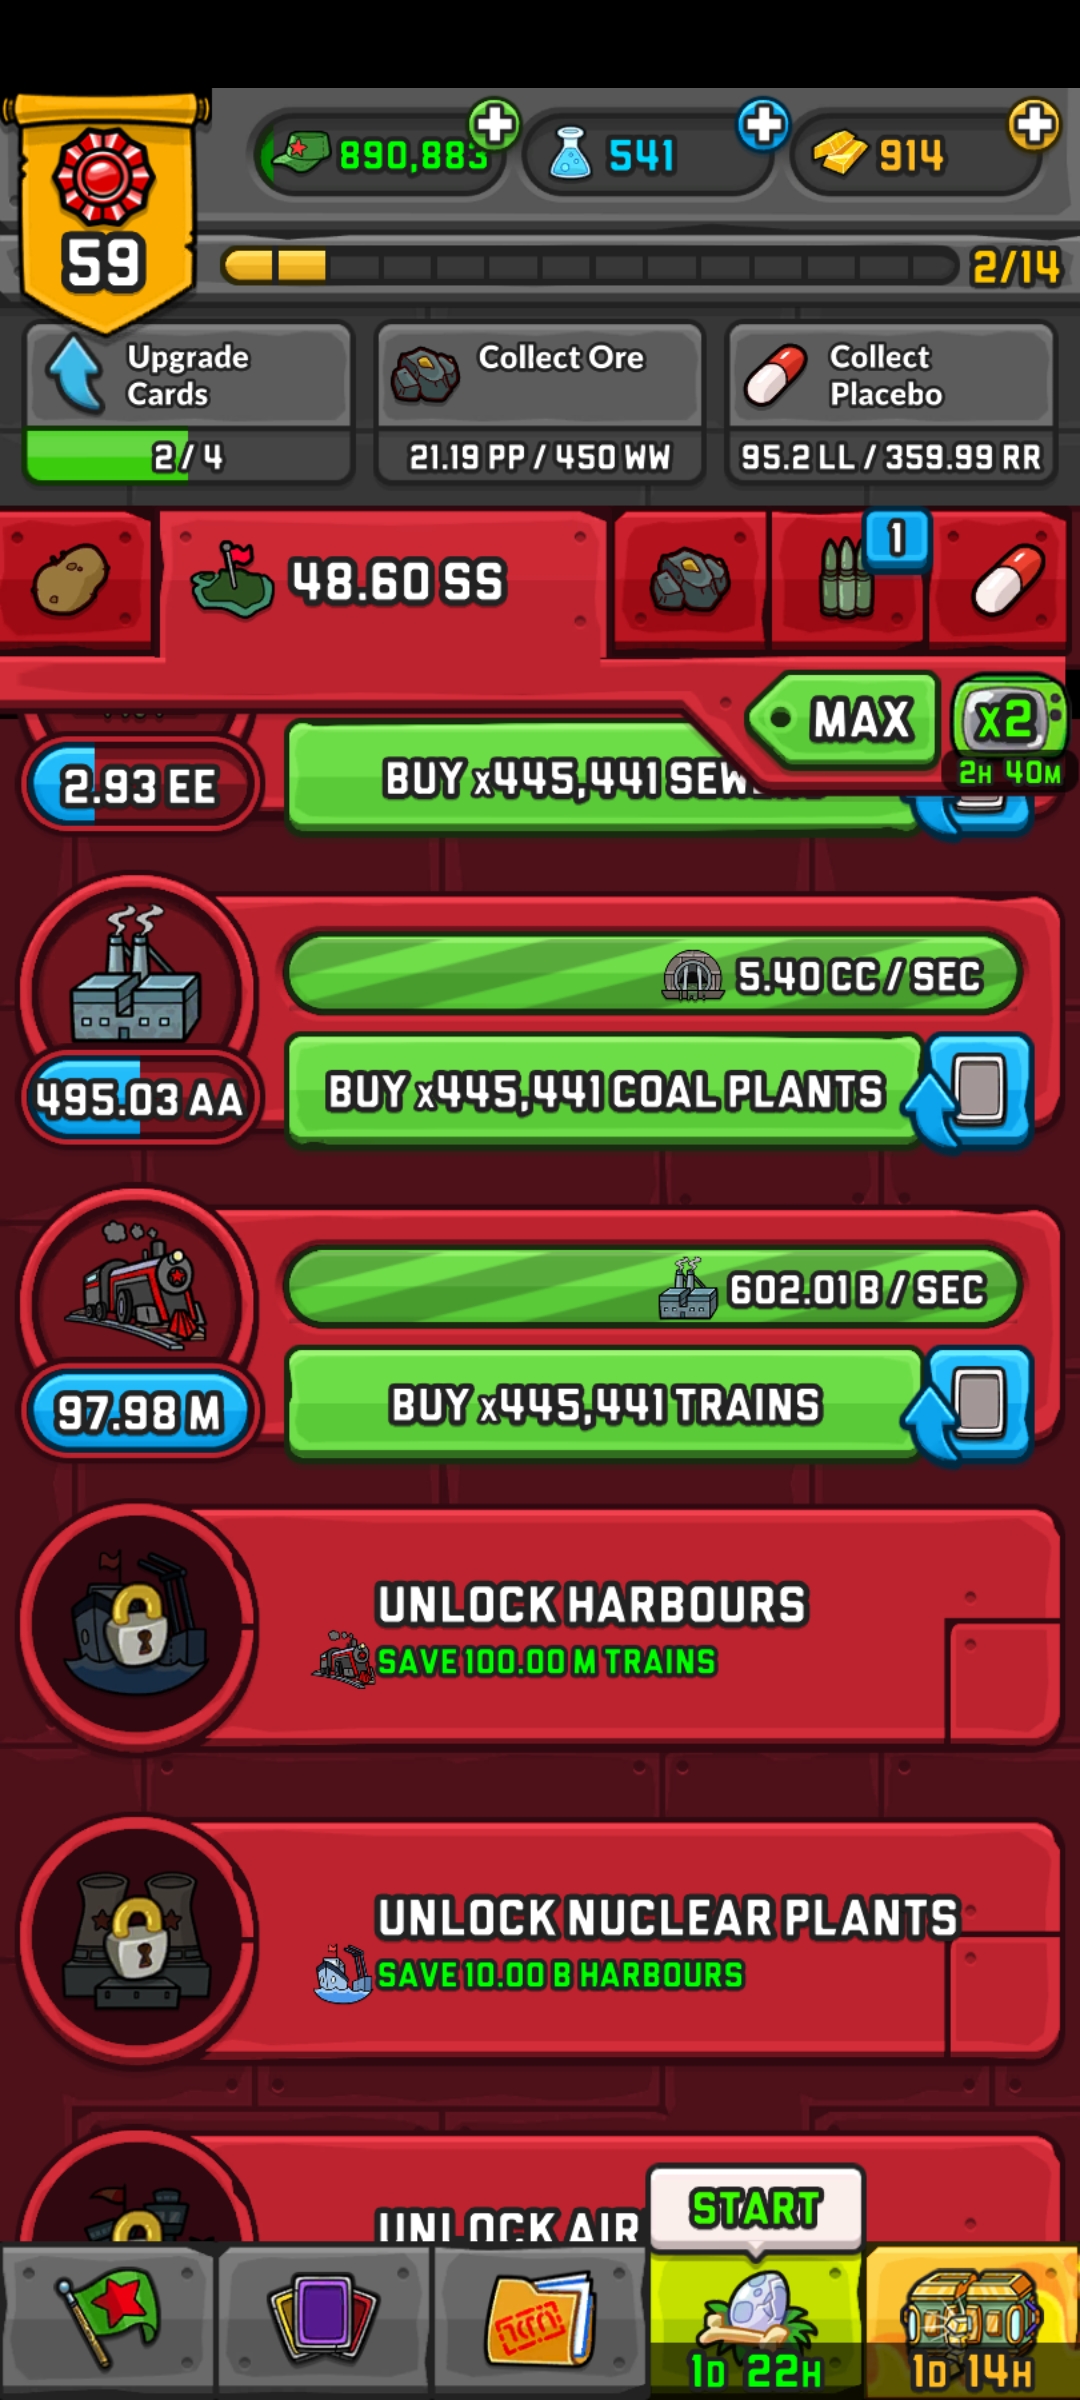 890,883
541
914
59
2/14
Upgrade
Cards
2/4
Collect Ore
21.19 PP / 450 WW
Collect
Placebo
95.2 LL / 359.99 RR
48.60 SS
1
MAX
x2
2H 40M
2.93 EE
BUY x445,441
5.40 CC / SEC
495.03 AA
BUY x445,441 COAL PLANTS
602.01 B / SEC
97.98 M
BUY x445,441 TRAINS
UNLOCK HARBOURS
SAVE 100.00 M TRAINS
UNLOCK NUCLEAR PLANTS
SAVE 10.00 B HARBOURS
UNLOCK AIR
START
1D 22H
1D 14H